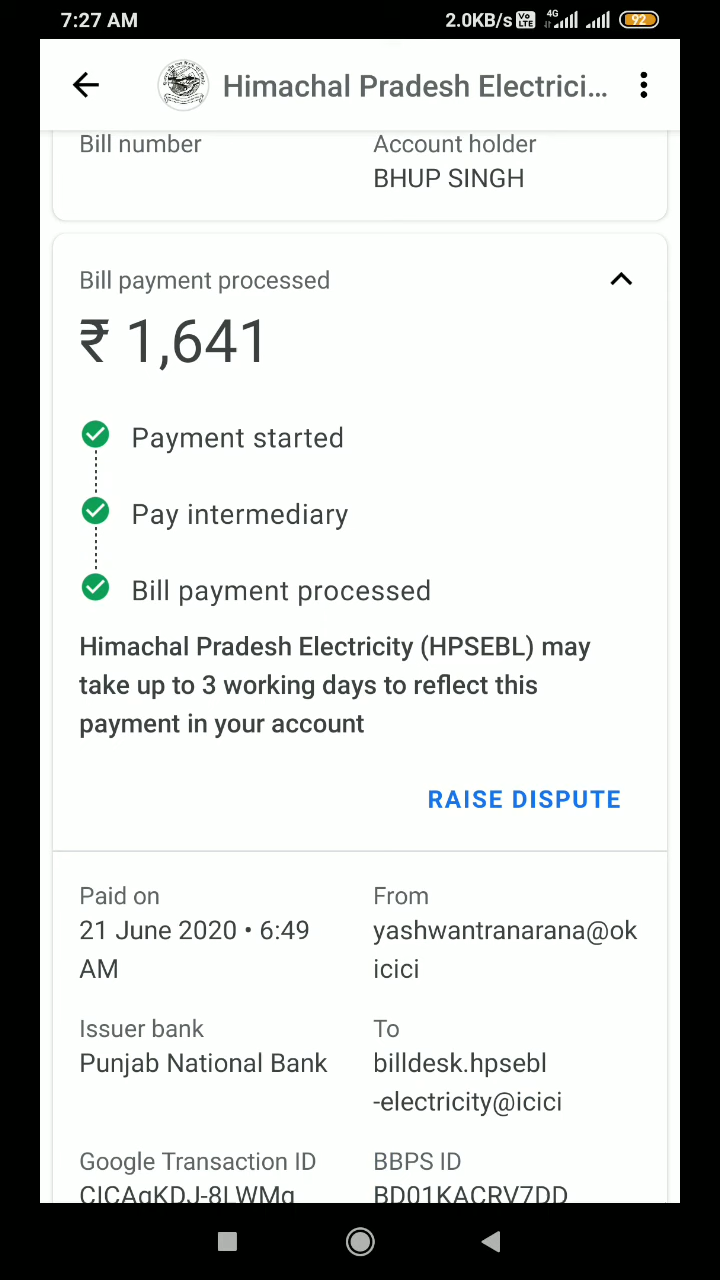 7:27 AM
2.0KB/s Vo LTE 4G 92
Himachal Pradesh Electrici...
Bill number
Account holder
BHUP SINGH
Bill payment processed
₹ 1,641
Payment started
Pay intermediary
Bill payment processed
Himachal Pradesh Electricity (HPSEBL) may
take up to 3 working days to reflect this
payment in your account
RAISE DISPUTE
Paid on
21 June 2020 • 6:49
AM
From
yashwantranarana@ok
icici
Issuer bank
Punjab National Bank
To
billdesk.hpsebl
-electricity@icici
Google Transaction ID
CICAgKDJ-8LWMg
BBPS ID
BD01KACRV7DD